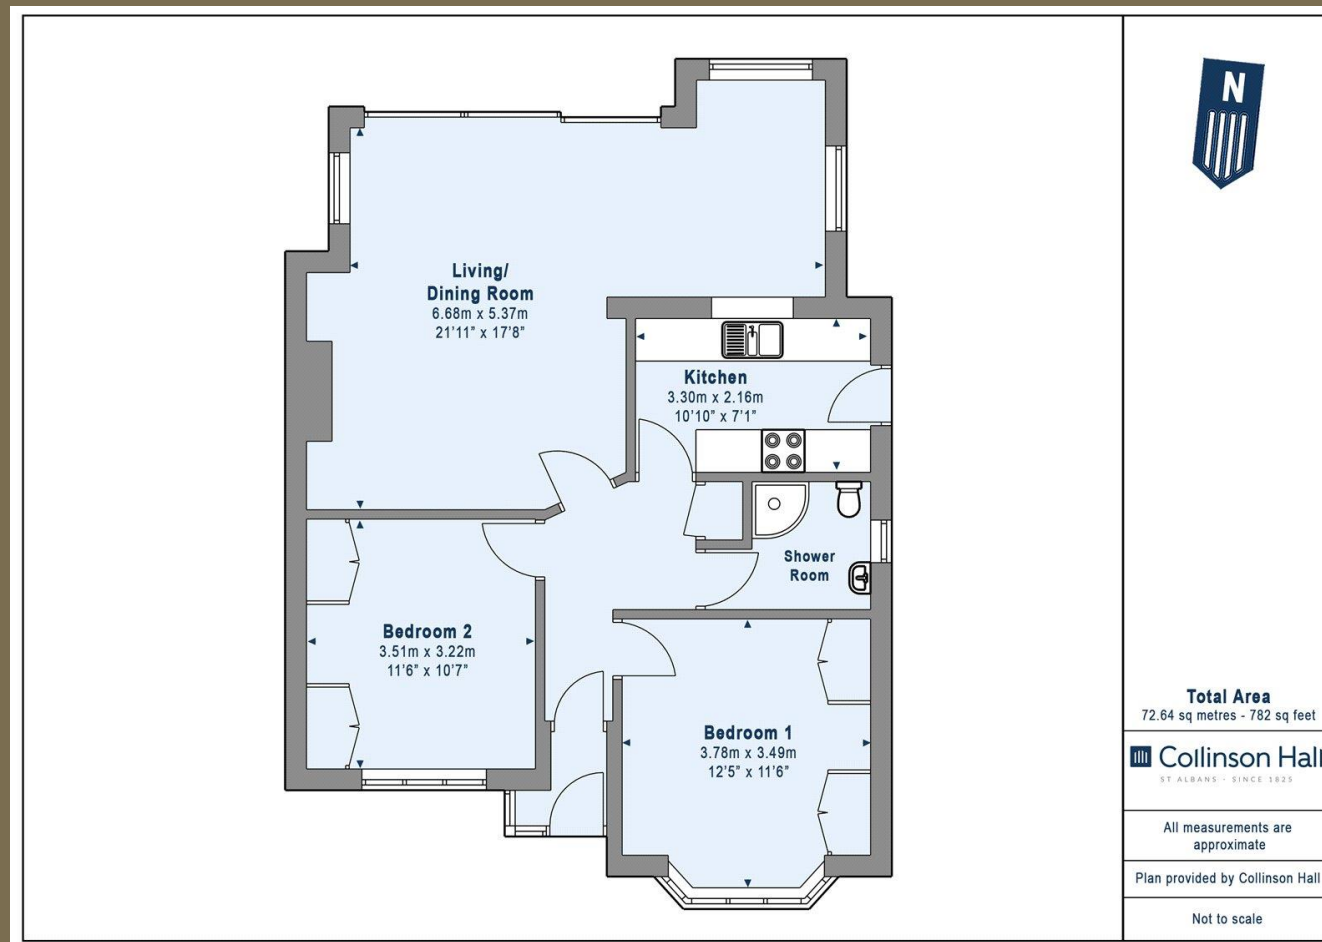 N
Living/
Dining Room
6.68m x 5.37m
21'11" x 17'8"
Kitchen
3.30m x 2.16m
10'10" x 7'1"
Shower
Room
Bedroom 2
3.51m x 3.22m
11'6" x 10'7"
Bedroom 1
3.78m x 3.49m
12'5" x 11'6"
Total Area
72.64 sq metres - 782 sq feet
Collinson Hall
ST ALBANS - SINCE 1825
All measurements are
approximate
Plan provided by Collinson Hall
Not to scale